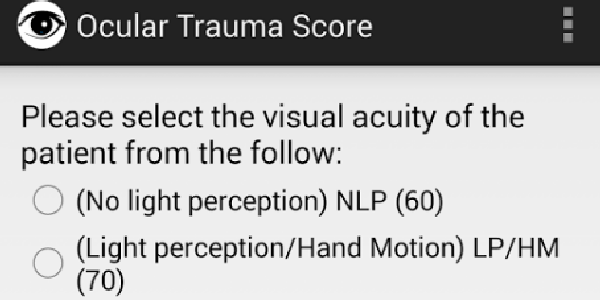 Ocular Trauma Score
Please select the visual acuity of the
patient from the follow:
(No light perception) NLP (60)
(Light perception/Hand Motion) LP/HM
(70)